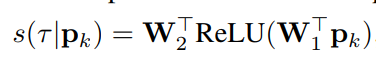 s(τ|p_k) = W_2^⊤ReLU(W_1^⊤p_k)